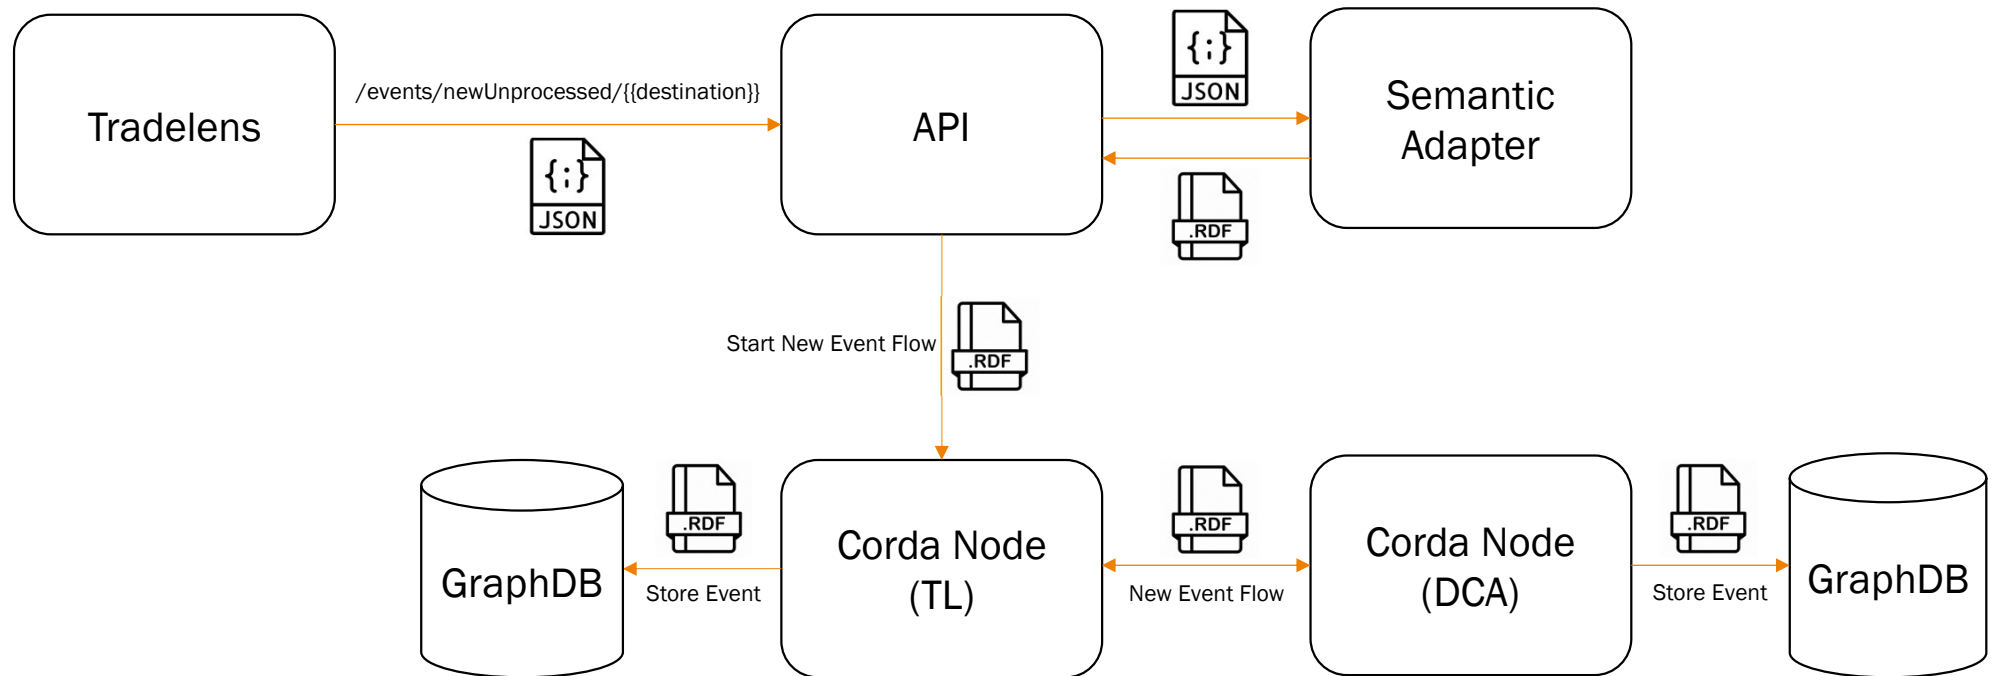 Tradelens
/events/newUnprocessed/{{destination}}
{;}
JSON
API
{;}
JSON
.RDF
Semantic
Adapter
Start New Event Flow
.RDF
GraphDB
.RDF
Store Event
Corda Node
(TL)
.RDF
New Event Flow
Corda Node
(DCA)
.RDF
Store Event
GraphDB